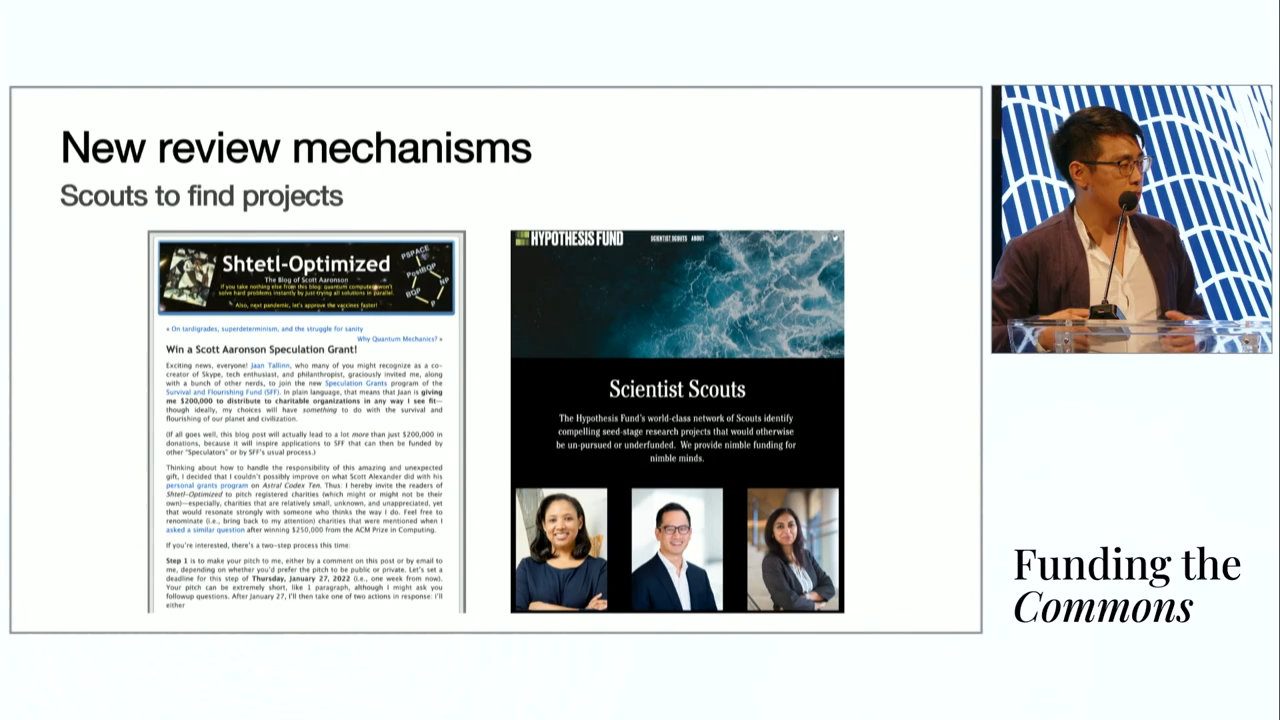 New review mechanisms
Scouts to find projects
Shtetl-Optimized
The Blog of Scott Aaronson
If you take nothing else from this blog: quantum computers won't
solve hard problems instantly by just trying all solutions in parallel.
Also, next pandemic, let's approve the vaccines faster!
PSPACE
PostBQP
BQP
NP
P
« On tardigrades, superdeterminism, and the struggle for sanity
Why Quantum Mechanics? »
Win a Scott Aaronson Speculation Grant!
Exciting news, everyone! Jaan Tallinn, who many of you might recognize as a co-
creator of Skype, tech enthusiast, and philanthropist, graciously invited me, along
with a bunch of other nerds, to join the new Speculation Grants program of the
Survival and Flourishing Fund (SFF). In plain language, that means that Jaan is giving
me $200,000 to distribute to charitable organizations in any way I see fit—
though ideally, my choices will have something to do with the survival and
flourishing of our planet and civilization.
(If all goes well, this blog post will actually lead to a lot more than just $200,000 in
donations, because it will inspire applications to SFF that can then be funded by
other "Speculators" or by SFF's usual process.)
Thinking about how to handle the responsibility of this amazing and unexpected
gift, I decided that I couldn't possibly improve on what Scott Alexander did with his
personal grants program on Astral Codex Ten. Thus: I hereby invite the readers of
Shtetl-Optimized to pitch registered charities (which might or might not be their
own)—especially, charities that are relatively small, unknown, and unappreciated, yet
that would resonate strongly with someone who thinks the way I do. Feel free to
renominate (i.e., bring back to my attention) charities that were mentioned when I
asked a similar question after winning $250,000 from the ACM Prize in Computing.
If you're interested, there's a two-step process this time:
Step 1 is to make your pitch to me, either by a comment on this post or by email to
me, depending on whether you'd prefer the pitch to be public or private. Let's set a
deadline for this step of Thursday, January 27, 2022 (i.e., one week from now).
Your pitch can be extremely short, like 1 paragraph, although I might ask you
followup questions. After January 27, I'll then take one of two actions in response: I'll
either
HYPOTHESIS FUND
SCIENTIST SCOUTS ABOUT
Scientist Scouts
The Hypothesis Fund's world-class network of Scouts identify
compelling seed-stage research projects that would otherwise
be un-pursued or underfunded. We provide nimble funding for
nimble minds.
Funding the
Commons